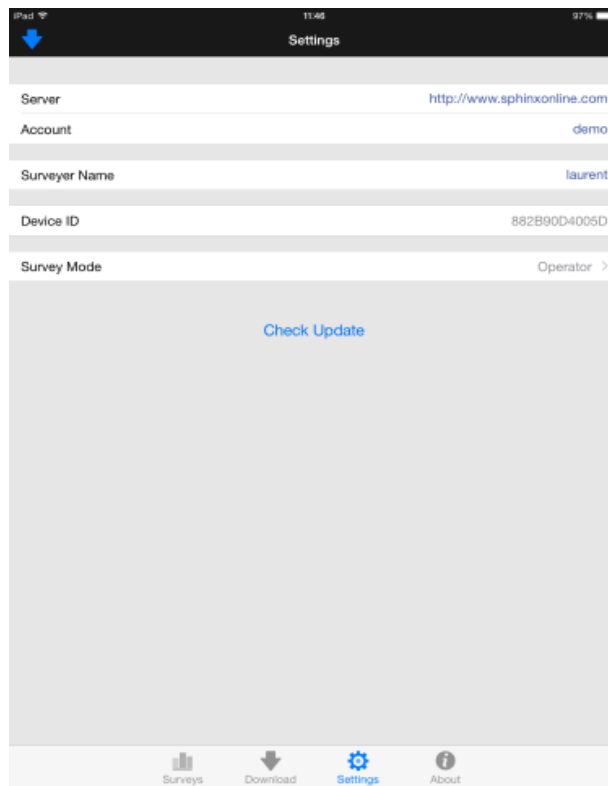 iPad 11:46 97%
Settings
Server http://www.sphinxonline.com
Account demo
Surveyer Name laurent
Device ID 882B90D4005D
Survey Mode Operator
Check Update
Surveys Download Settings About